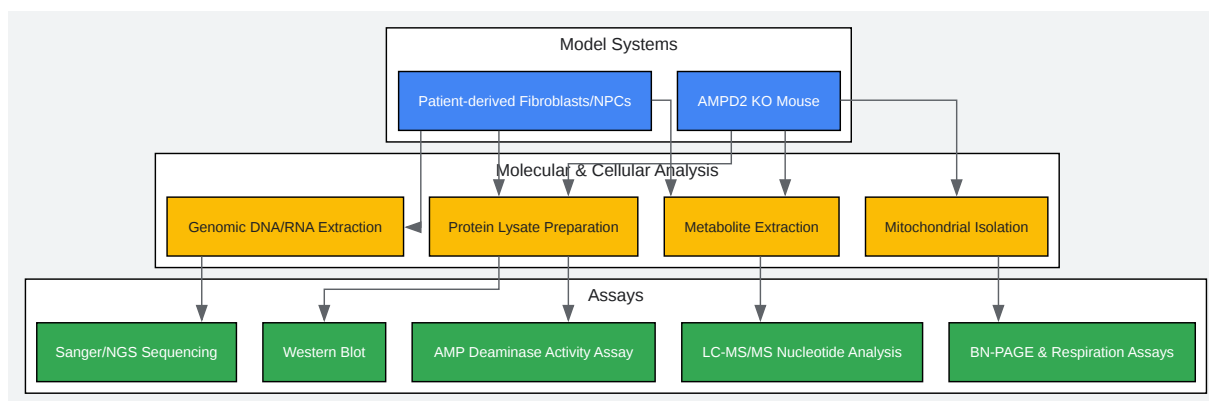 Model Systems
Patient-derived Fibroblasts/NPCs
AMPD2 KO Mouse
Molecular & Cellular Analysis
Genomic DNA/RNA Extraction
Protein Lysate Preparation
Metabolite Extraction
Mitochondrial Isolation
Assays
Sanger/NGS Sequencing
Western Blot
AMP Deaminase Activity Assay
LC-MS/MS Nucleotide Analysis
BN-PAGE & Respiration Assays